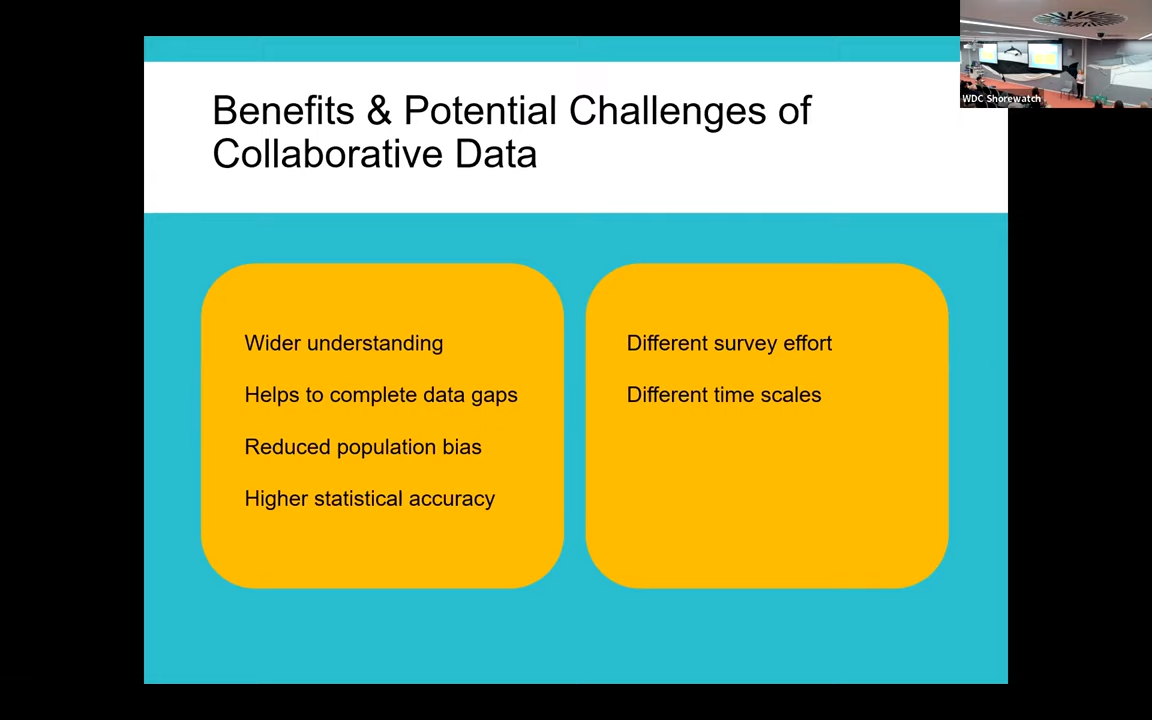 Benefits & Potential Challenges of
Collaborative Data
Wider understanding
Helps to complete data gaps
Reduced population bias
Higher statistical accuracy
Different survey effort
Different time scales
WDC Shorewatch